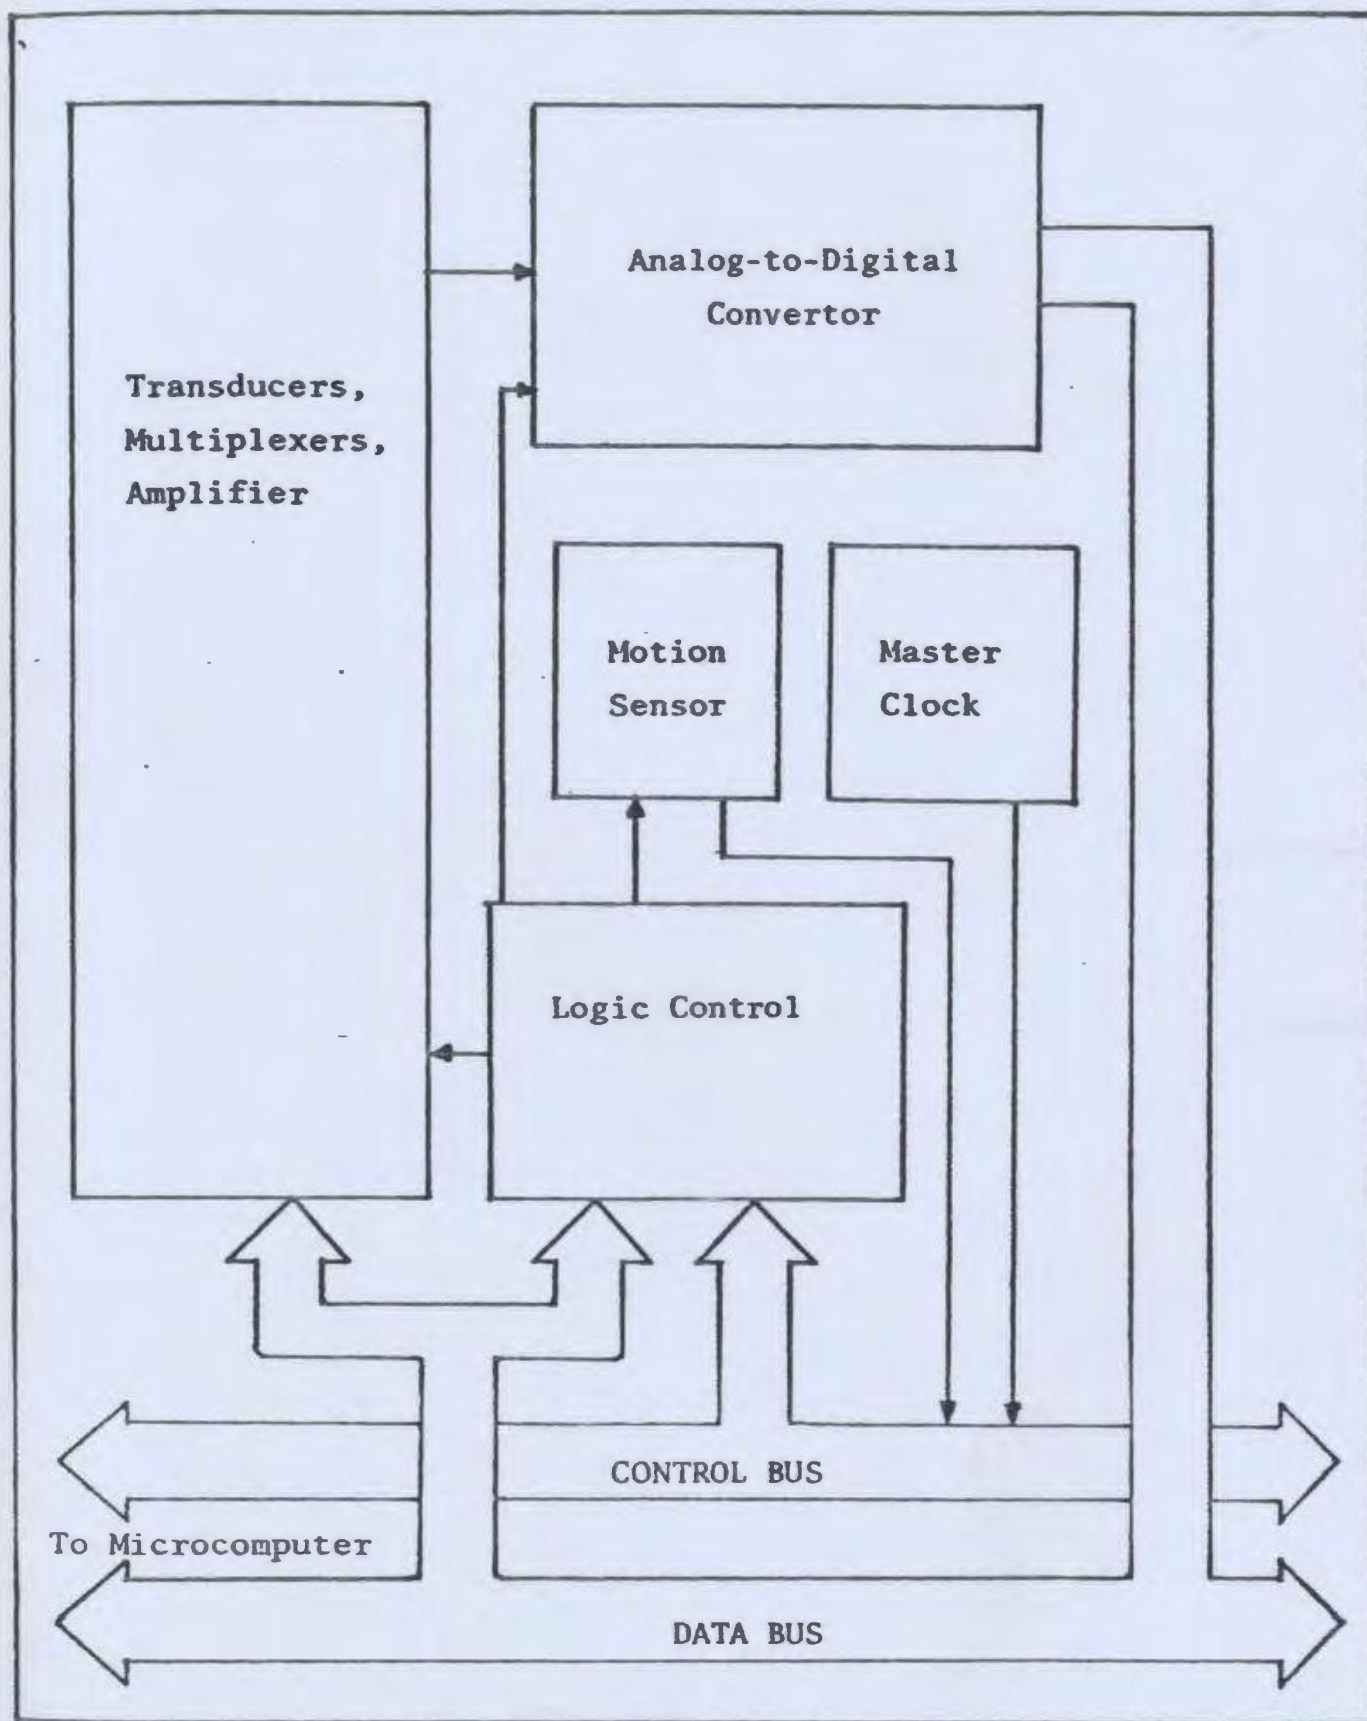 Analog-to-Digital
Convertor
Transducers,
Multiplexers,
Amplifier
Motion
Sensor
Master
Clock
Logic Control
CONTROL BUS
To Microcomputer
DATA BUS